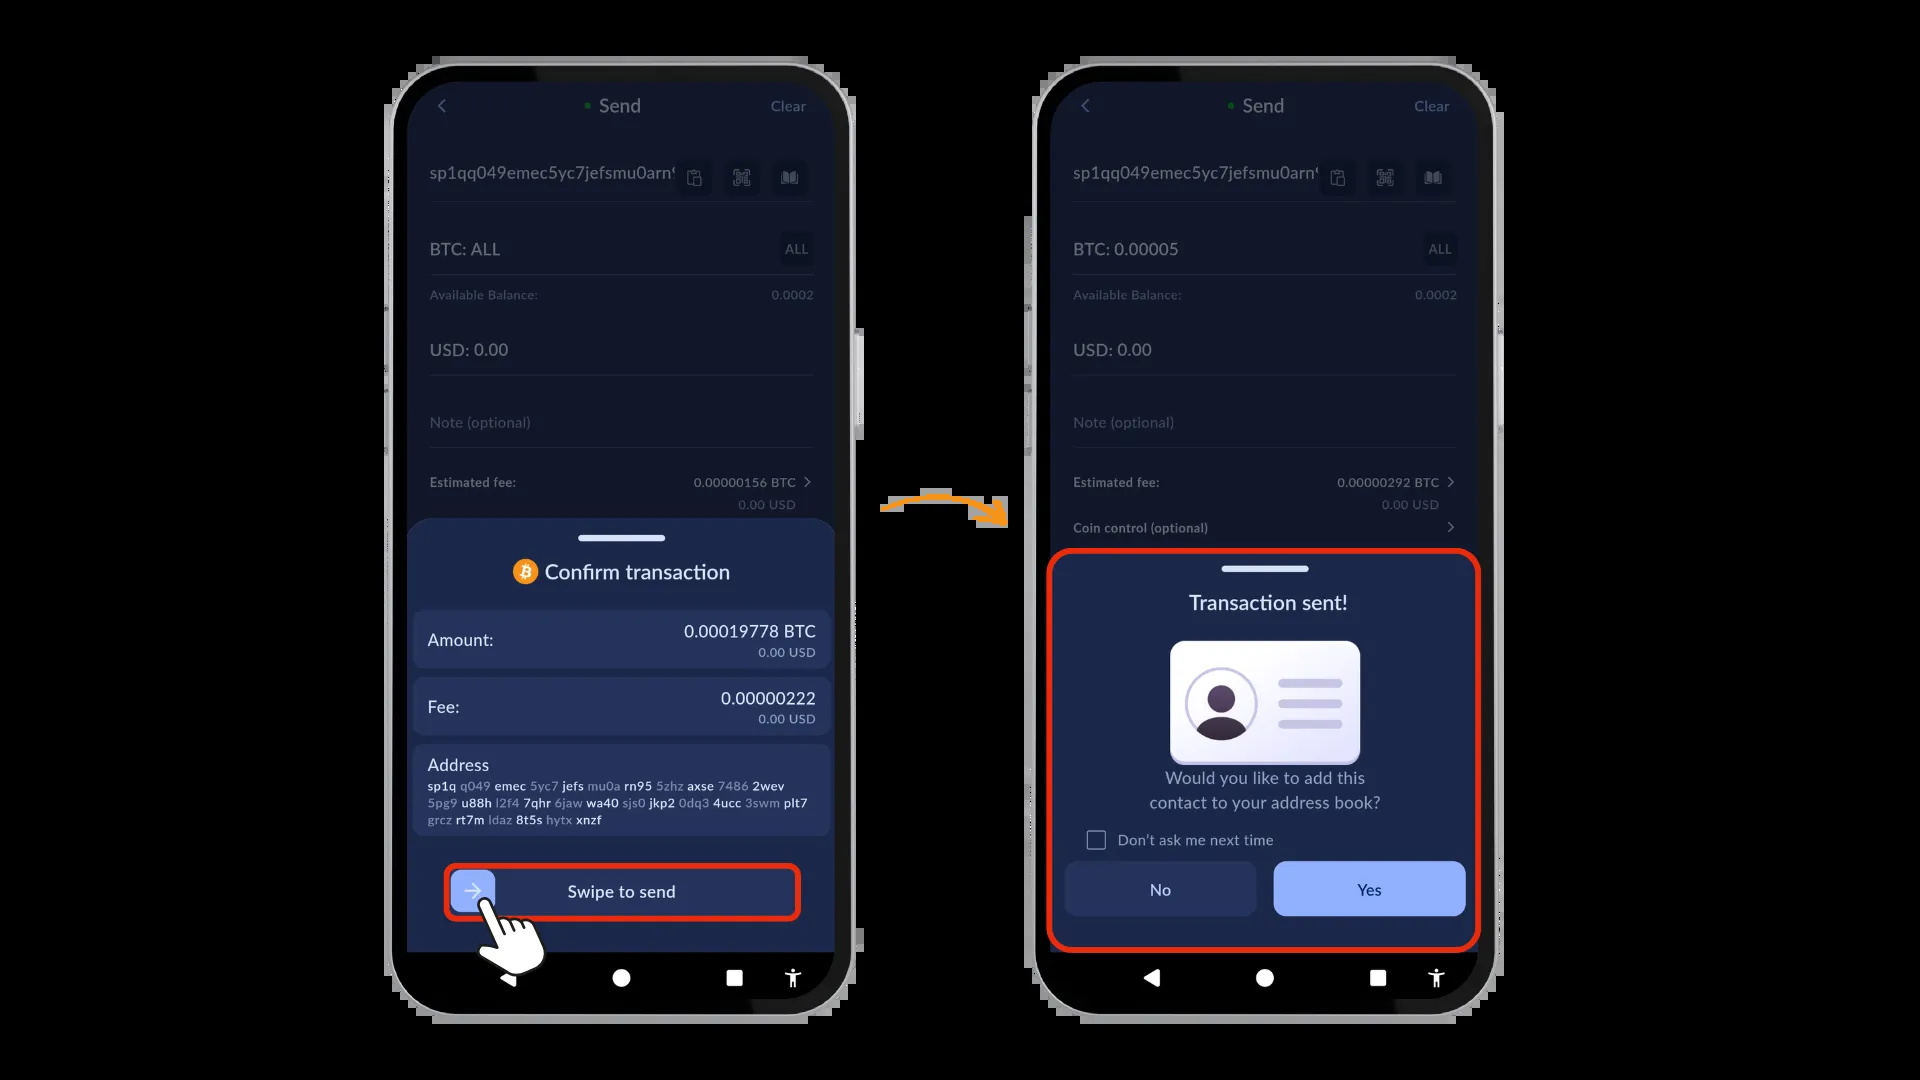 Send
Clear
sp1qq049emec5yc7jefsmu0arn9
BTC: ALL
ALL
Available Balance:
0.0002
USD: 0.00
Note (optional)
Estimated fee:
0.00000156 BTC
0.00 USD
Confirm transaction
Amount:
0.00019778 BTC
0.00 USD
Fee:
0.00000222
0.00 USD
Address
sp1q q049 emec 5yc7 jefs mu0a rn95 5zhz axse 7486 2wev
5pg9 u88h l2f4 7qhr 6jaw wa40 sjs0 jkp2 0dq3 4ucc 3swm plt7
grcz rt7m ldaz 8t5s hytx xnzf
Swipe to send
Send
Clear
sp1qq049emec5yc7jefsmu0arn9
BTC: 0.00005
ALL
Available Balance:
0.0002
USD: 0.00
Note (optional)
Estimated fee:
0.00000292 BTC
0.00 USD
Coin control (optional)
Transaction sent!
Would you like to add this
contact to your address book?
Don't ask me next time
No
Yes